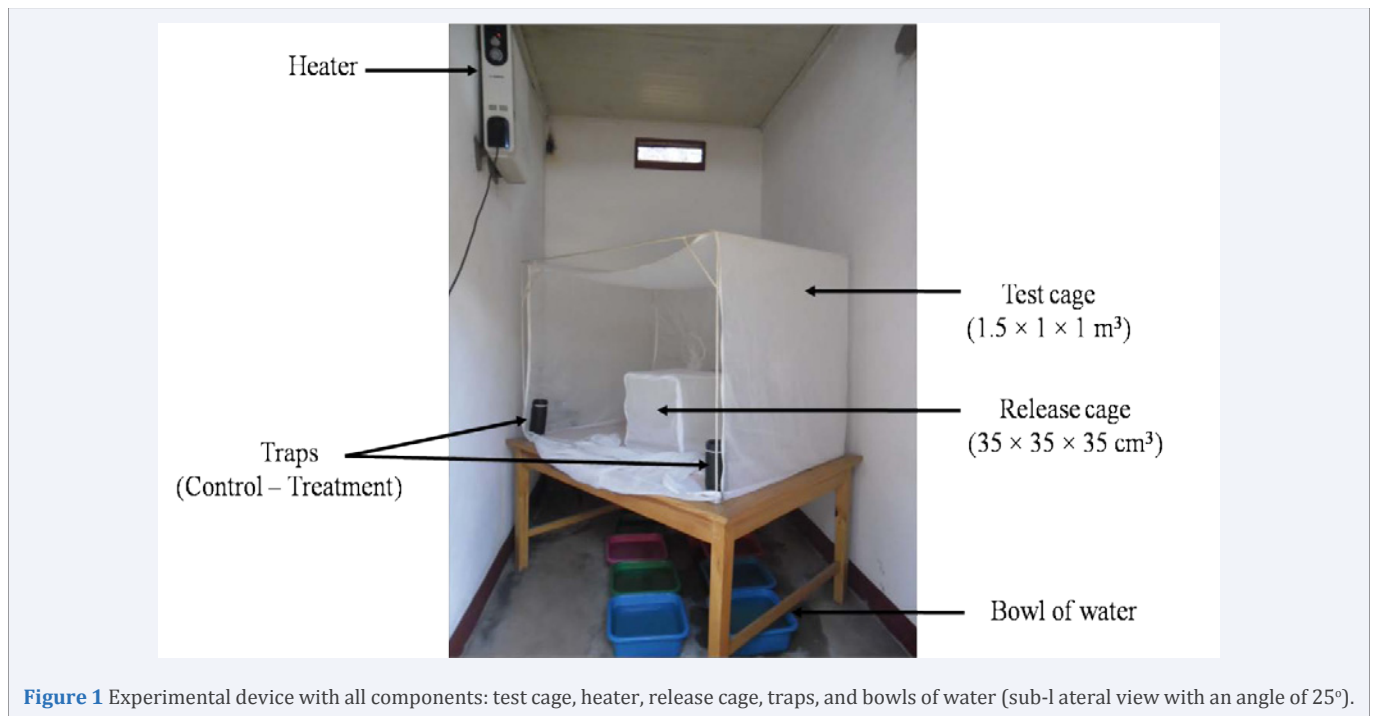 Heater
Test cage
(1.5 × 1 × 1 m³)
Release cage
(35 × 35 × 35 cm³)
Traps
(Control – Treatment)
Bowl of water
Figure 1 Experimental device with all components: test cage, heater, release cage, traps, and bowls of water (sub-l ateral view with an angle of 25°).